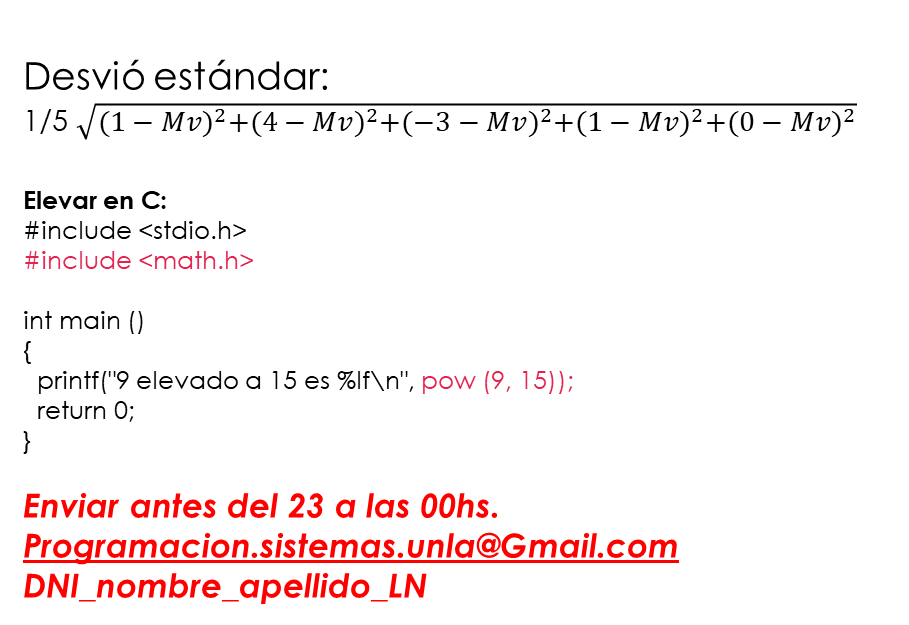 Desvió estándar:
1/5 √(1 − Mv)²+(4 − Mv)²+(−3 − Mv)²+(1 − Mv)²+(0 − Mv)²
Elevar en C:
#include <stdio.h>
#include <math.h>
int main ()
{
printf("9 elevado a 15 es %lf\n", pow (9, 15));
return 0;
}
Enviar antes del 23 a las 00hs.
Programacion.sistemas.unla@Gmail.com
DNI_nombre_apellido_LN